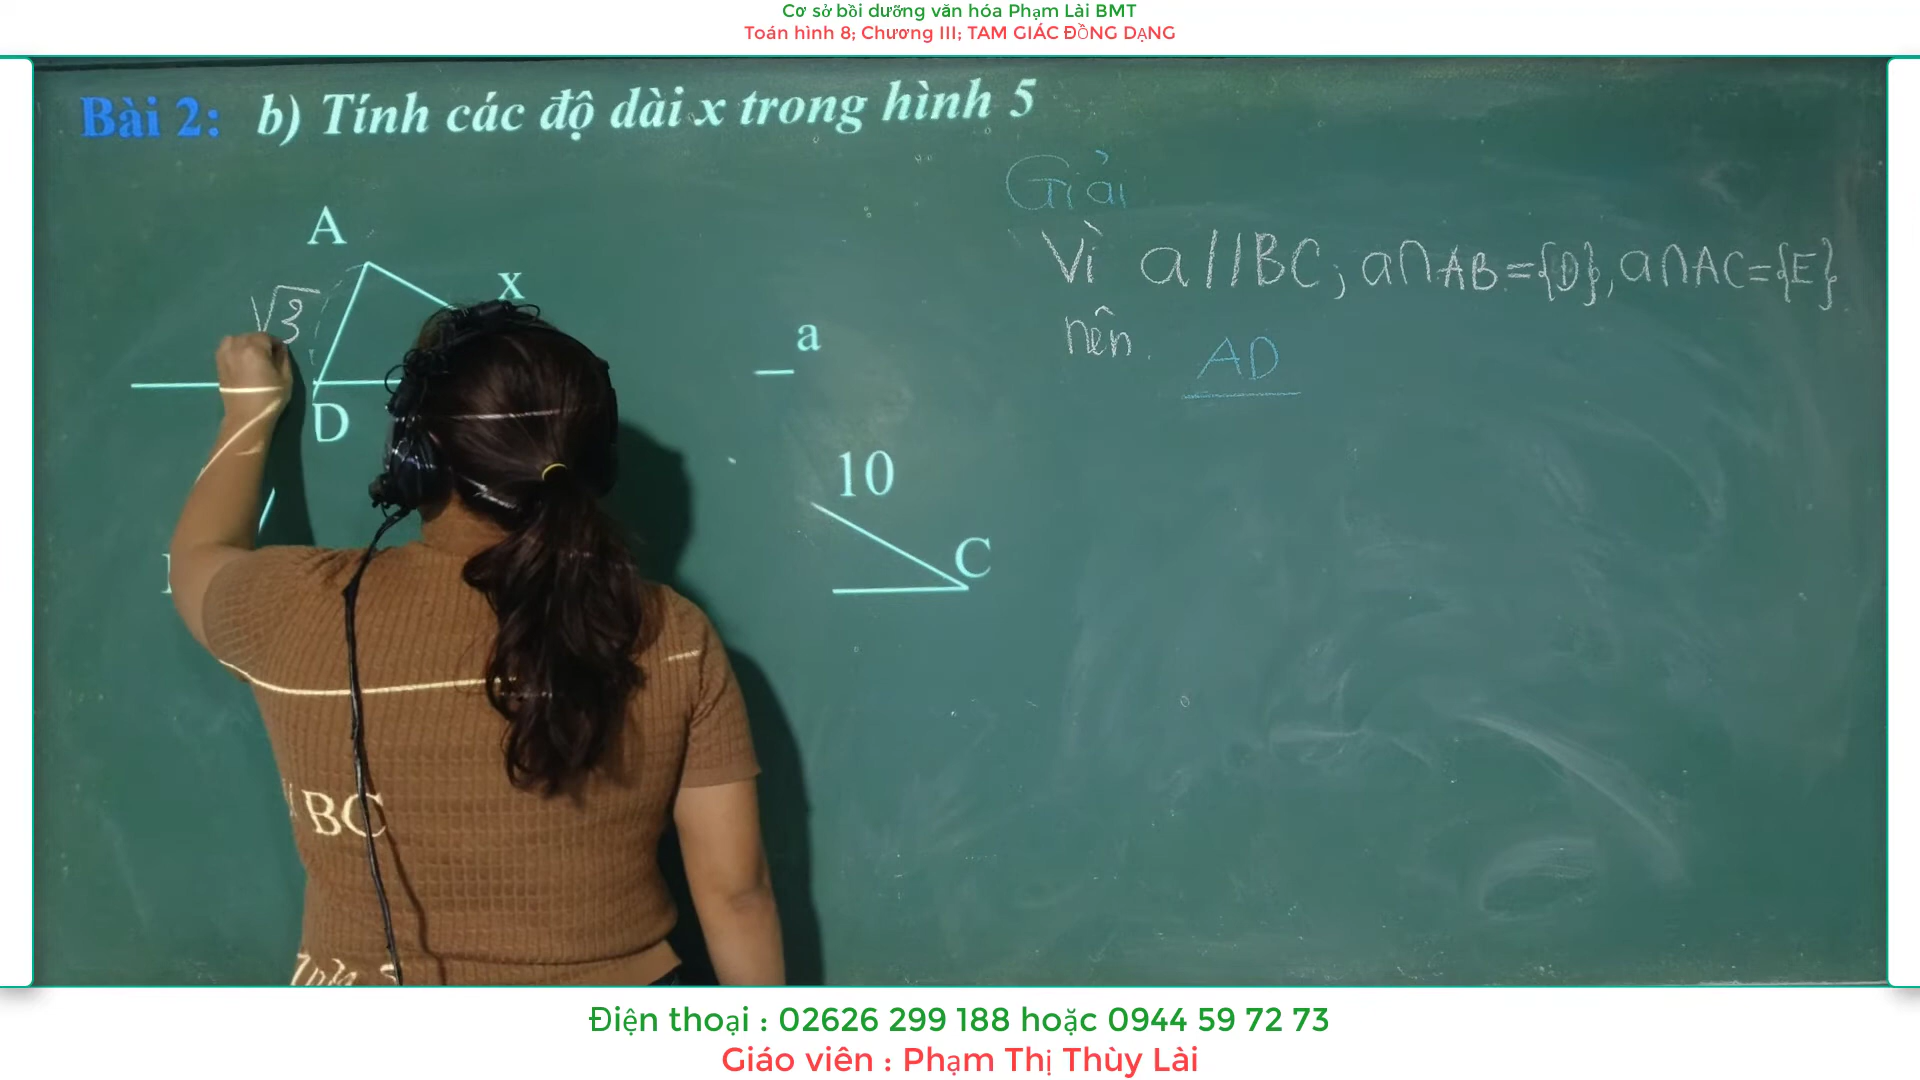 Cơ sở bồi dưỡng văn hóa Phạm Lài BMT
Toán hình 8; Chương III; TAM GIÁC ĐỒNG DẠNG
Bài 2: b) Tính các độ dài x trong hình 5
Giải
Vì a//BC; a∩AB={D}, a∩AC={E}
nên AD
A
x
√3
a
D
10
C
BC
Điện thoại : 02626 299 188 hoặc 0944 59 72 73
Giáo viên : Phạm Thị Thùy Lài